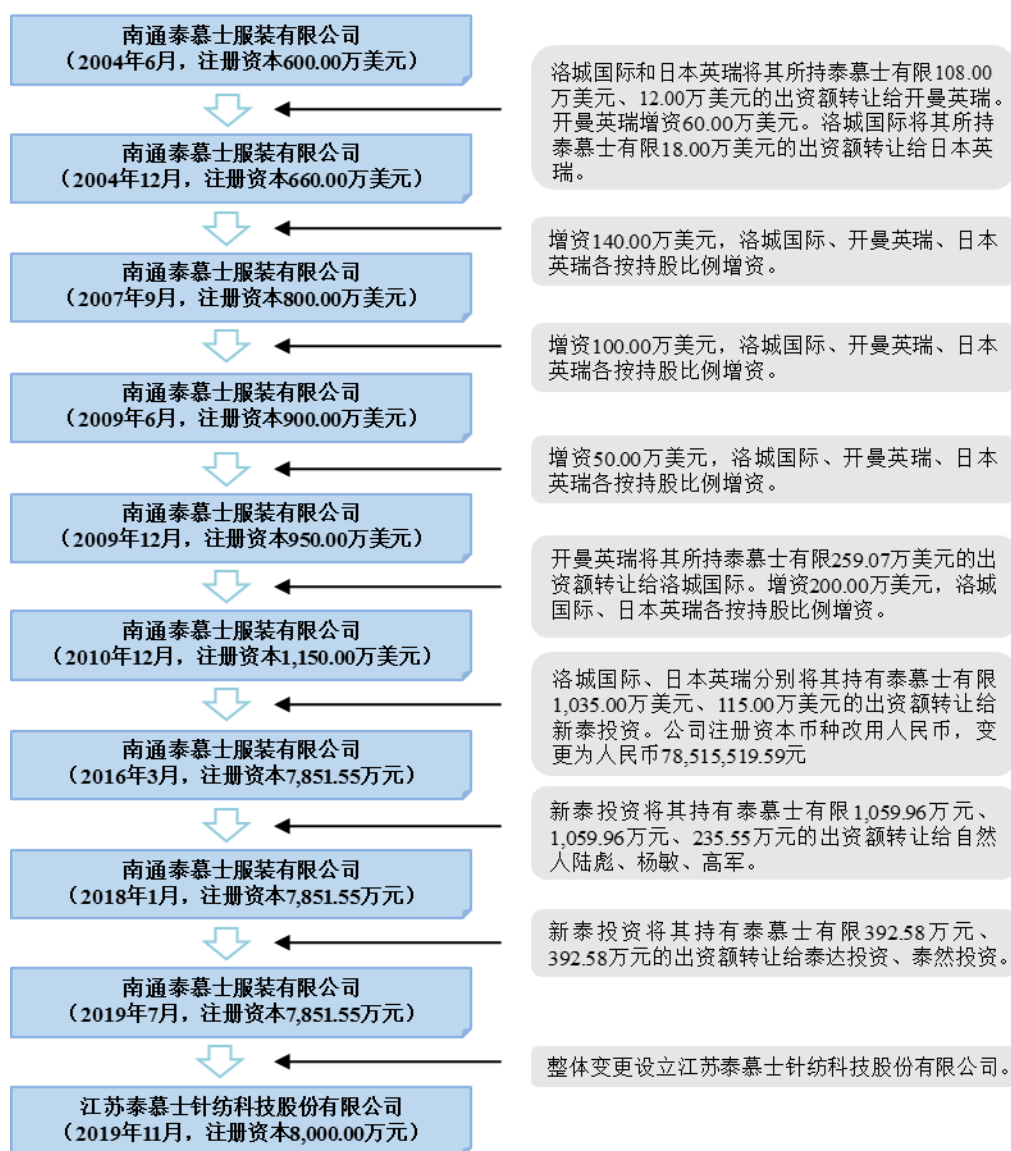 南通泰慕士服装有限公司
（2004年6月，注册资本600.00万美元）
洛城国际和日本英瑞将其所持泰慕士有限108.00
万美元、12.00万美元的出资额转让给开曼英瑞。
开曼英瑞增资60.00万美元。洛城国际将其所持
泰慕士有限18.00万美元的出资额转让给日本英
瑞。
南通泰慕士服装有限公司
（2004年12月，注册资本660.00万美元）
增资140.00万美元，洛城国际、开曼英瑞、日本
英瑞各按持股比例增资。
南通泰慕士服装有限公司
（2007年9月，注册资本800.00万美元）
增资100.00万美元，洛城国际、开曼英瑞、日本
英瑞各按持股比例增资。
南通泰慕士服装有限公司
（2009年6月，注册资本900.00万美元）
增资50.00万美元，洛城国际、开曼英瑞、日本
英瑞各按持股比例增资。
南通泰慕士服装有限公司
（2009年12月，注册资本950.00万美元）
开曼英瑞将其所持泰慕士有限259.07万美元的出
资额转让给洛城国际。增资200.00万美元，洛城
国际、日本英瑞各按持股比例增资。
南通泰慕士服装有限公司
（2010年12月，注册资本1,150.00万美元）
洛城国际、日本英瑞分别将其持有泰慕士有限
1,035.00万美元、115.00万美元的出资额转让给
新泰投资。公司注册资本币种改用人民币，变
更为人民币78,515,519.59元
南通泰慕士服装有限公司
（2016年3月，注册资本7,851.55万元）
新泰投资将其持有泰慕士有限1,059.96万元、
1,059.96万元、235.55万元的出资额转让给自然
人陆彪、杨敏、高军。
南通泰慕士服装有限公司
（2018年1月，注册资本7,851.55万元）
新泰投资将其持有泰慕士有限392.58万元、
392.58万元的出资额转让给泰达投资、泰然投资。
南通泰慕士服装有限公司
（2019年7月，注册资本7,851.55万元）
整体变更设立江苏泰慕士针纺科技股份有限公司。
江苏泰慕士针纺科技股份有限公司
（2019年11月，注册资本8,000.00万元）